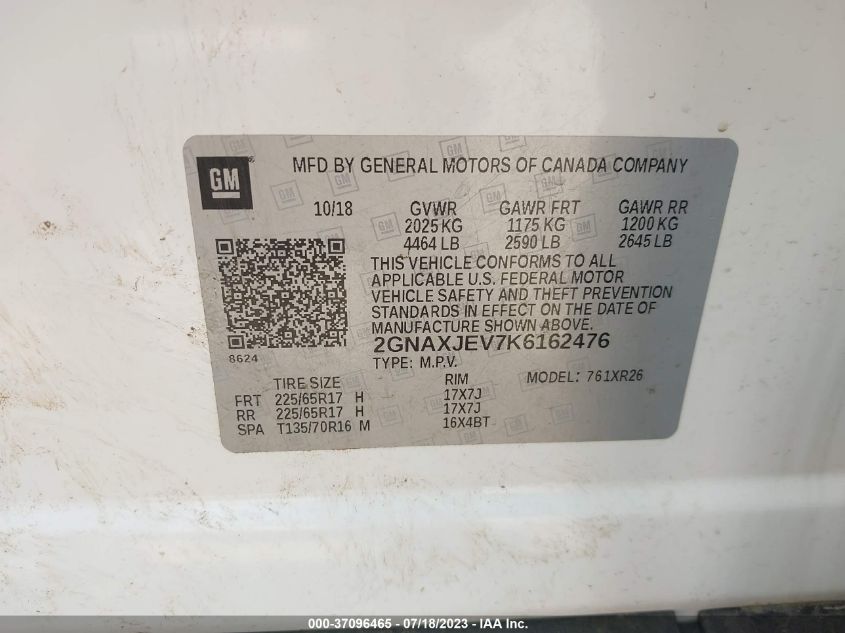 GM
MFD BY GENERAL MOTORS OF CANADA COMPANY
10/18 GVWR GAWR FRT GAWR RR
2025 KG 1175 KG 1200 KG
4464 LB 2590 LB 2645 LB
THIS VEHICLE CONFORMS TO ALL
APPLICABLE U.S. FEDERAL MOTOR
VEHICLE SAFETY AND THEFT PREVENTION
STANDARDS IN EFFECT ON THE DATE OF
MANUFACTURE SHOWN ABOVE.
8624
2GNAXJEV7K6162476
TYPE: M.P.V.
TIRE SIZE RIM MODEL: 761XR26
FRT 225/65R17 H 17X7J
RR 225/65R17 H 17X7J
SPA T135/70R16 M 16X4BT
000-37096465 - 07/18/2023 - IEA Inc.